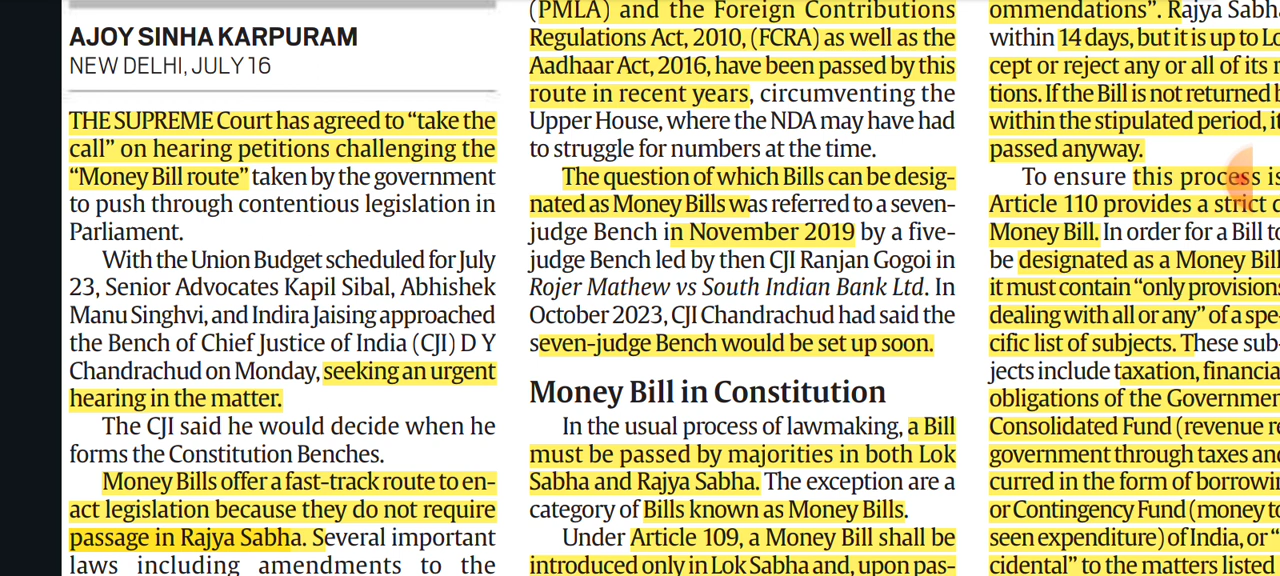 AJOY SINHA KARPURAM
NEW DELHI, JULY 16
THE SUPREME Court has agreed to “take the
call” on hearing petitions challenging the
“Money Bill route” taken by the government
to push through contentious legislation in
Parliament.
With the Union Budget scheduled for July
23, Senior Advocates Kapil Sibal, Abhishek
Manu Singhvi, and Indira Jaising approached
the Bench of Chief Justice of India (CJI) D Y
Chandrachud on Monday, seeking an urgent
hearing in the matter.
The CJI said he would decide when he
forms the Constitution Benches.
Money Bills offer a fast-track route to en-
act legislation because they do not require
passage in Rajya Sabha. Several important
laws including amendments to the
(PMLA) and the Foreign Contributions
Regulations Act, 2010, (FCRA) as well as the
Aadhaar Act, 2016, have been passed by this
route in recent years, circumventing the
Upper House, where the NDA may have had
to struggle for numbers at the time.
The question of which Bills can be desig-
nated as Money Bills was referred to a seven-
judge Bench in November 2019 by a five-
judge Bench led by then CJI Ranjan Gogoi in
Rojer Mathew vs South Indian Bank Ltd. In
October 2023, CJI Chandrachud had said the
seven-judge Bench would be set up soon.
Money Bill in Constitution
In the usual process of lawmaking, a Bill
must be passed by majorities in both Lok
Sabha and Rajya Sabha. The exception are a
category of Bills known as Money Bills.
Under Article 109, a Money Bill shall be
introduced only in Lok Sabha and, upon pas-
ommendations”. Rajya Sabh
within 14 days, but it is up to Lo
cept or reject any or all of its r
tions. If the Bill is not returned b
within the stipulated period, it
passed anyway.
To ensure this process is
Article 110 provides a strict d
Money Bill. In order for a Bill to
be designated as a Money Bill
it must contain “only provisions
dealing with all or any” of a spe-
cific list of subjects. These sub-
jects include taxation, financia
obligations of the Governmen
Consolidated Fund (revenue re
government through taxes and
curred in the form of borrowin
or Contingency Fund (money to
seen expenditure) of India, or “
cidental” to the matters listed